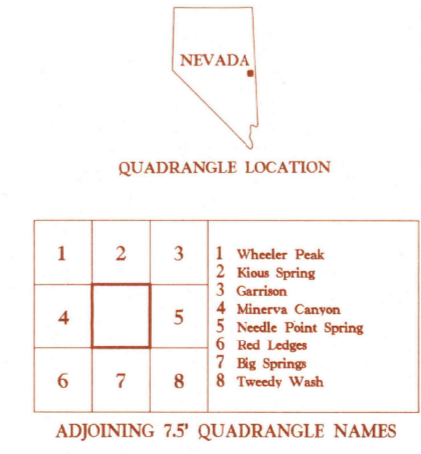 NEVADA
QUADRANGLE LOCATION
1 2 3
4 5
6 7 8
1 Wheeler Peak
2 Kious Spring
3 Garrison
4 Minerva Canyon
5 Needle Point Spring
6 Red Ledges
7 Big Springs
8 Tweedy Wash
ADJOINING 7.5' QUADRANGLE NAMES